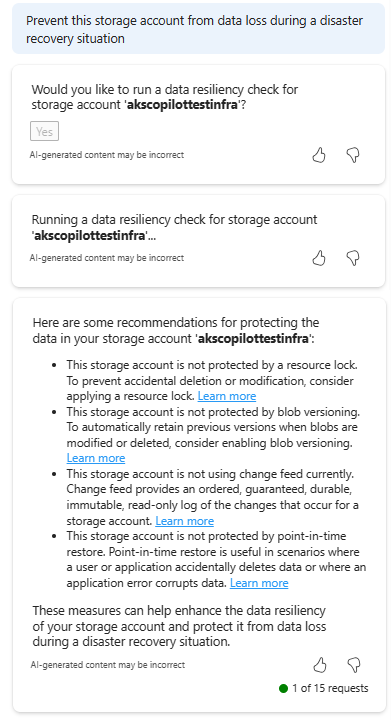 Prevent this storage account from data loss during a disaster
recovery situation
Would you like to run a data resiliency check for
storage account 'akscopilottestinfra'?
Yes
AI-generated content may be incorrect
Running a data resiliency check for storage account
'akscopilottestinfra'...
AI-generated content may be incorrect
Here are some recommendations for protecting the
data in your storage account 'akscopilottestinfra':
• This storage account is not protected by a resource lock.
To prevent accidental deletion or modification, consider
applying a resource lock. Learn more
• This storage account is not protected by blob versioning.
To automatically retain previous versions when blobs are
modified or deleted, consider enabling blob versioning.
Learn more
• This storage account is not using change feed currently.
Change feed provides an ordered, guaranteed, durable,
immutable, read-only log of the changes that occur for a
storage account. Learn more
• This storage account is not protected by point-in-time
restore. Point-in-time restore is useful in scenarios where
a user or application accidentally deletes data or where an
application error corrupts data. Learn more
These measures can help enhance the data resiliency
of your storage account and protect it from data loss
during a disaster recovery situation.
AI-generated content may be incorrect
1 of 15 requests